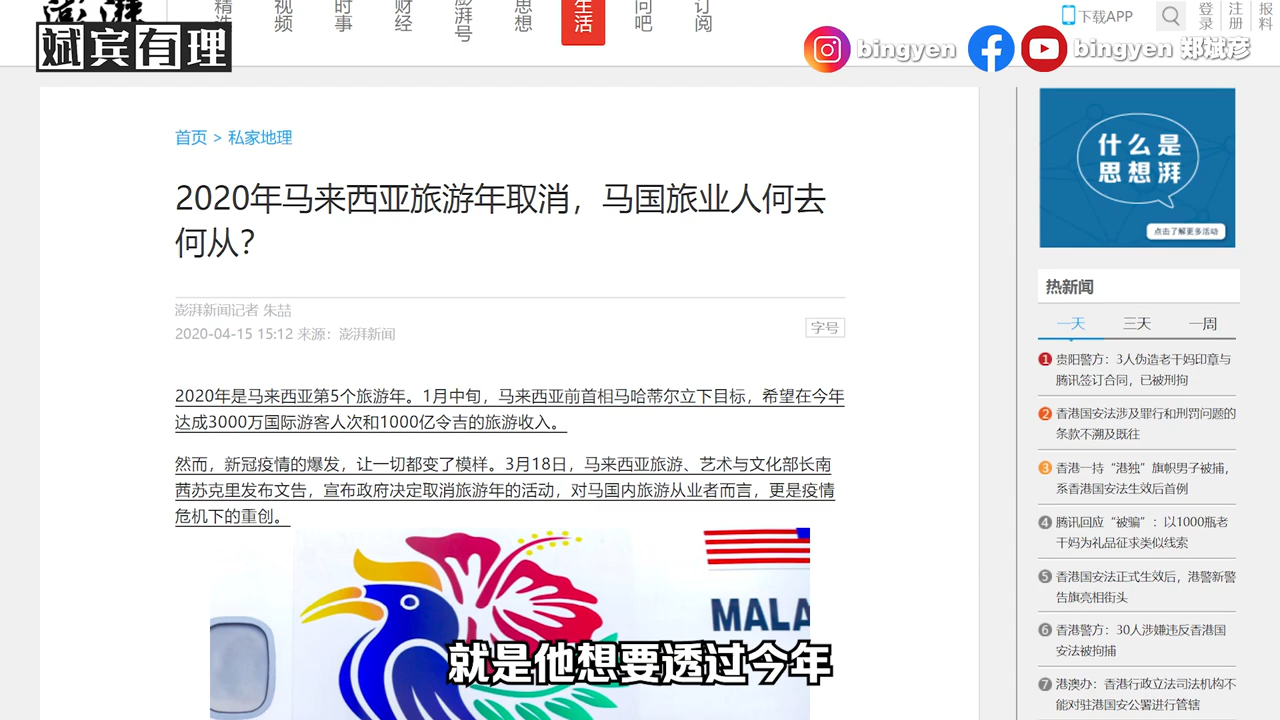 澎湃
精选
视频
时事
财经
澎湃号
思想
生活
问吧
订阅
下载APP
登录
注册
报料
斌宾有理
bingyen
bingyen 郑斌彦
首页 > 私家地理
2020年马来西亚旅游年取消，马国旅业人何去
何从？
澎湃新闻记者 朱喆
2020-04-15 15:12 来源：澎湃新闻
字号
2020年是马来西亚第5个旅游年。1月中旬，马来西亚前首相马哈蒂尔立下目标，希望在今年
达成3000万国际游客人次和1000亿令吉的旅游收入。
然而，新冠疫情的爆发，让一切都变了模样。3月18日，马来西亚旅游、艺术与文化部长南
茜苏克里发布文告，宣布政府决定取消旅游年的活动，对马国内旅游从业者而言，更是疫情
危机下的重创。
MALA
就是他想要透过今年
什么是
思想湃
点击了解更多活动
热新闻
一天 三天 一周
1 贵阳警方：3人伪造老干妈印章与
腾讯签订合同，已被刑拘
2 香港国安法涉及罪行和刑罚问题的
条款不溯及既往
3 香港一持“港独”旗帜男子被捕，
系香港国安法生效后首例
4 腾讯回应“被骗”：以1000瓶老
干妈为礼品征求类似线索
5 香港国安法正式生效后，港警新警
告旗亮相街头
6 香港警方：30人涉嫌违反香港国
安法被拘捕
7 港澳办：香港行政立法司法机构不
能对驻港国安公署进行管辖